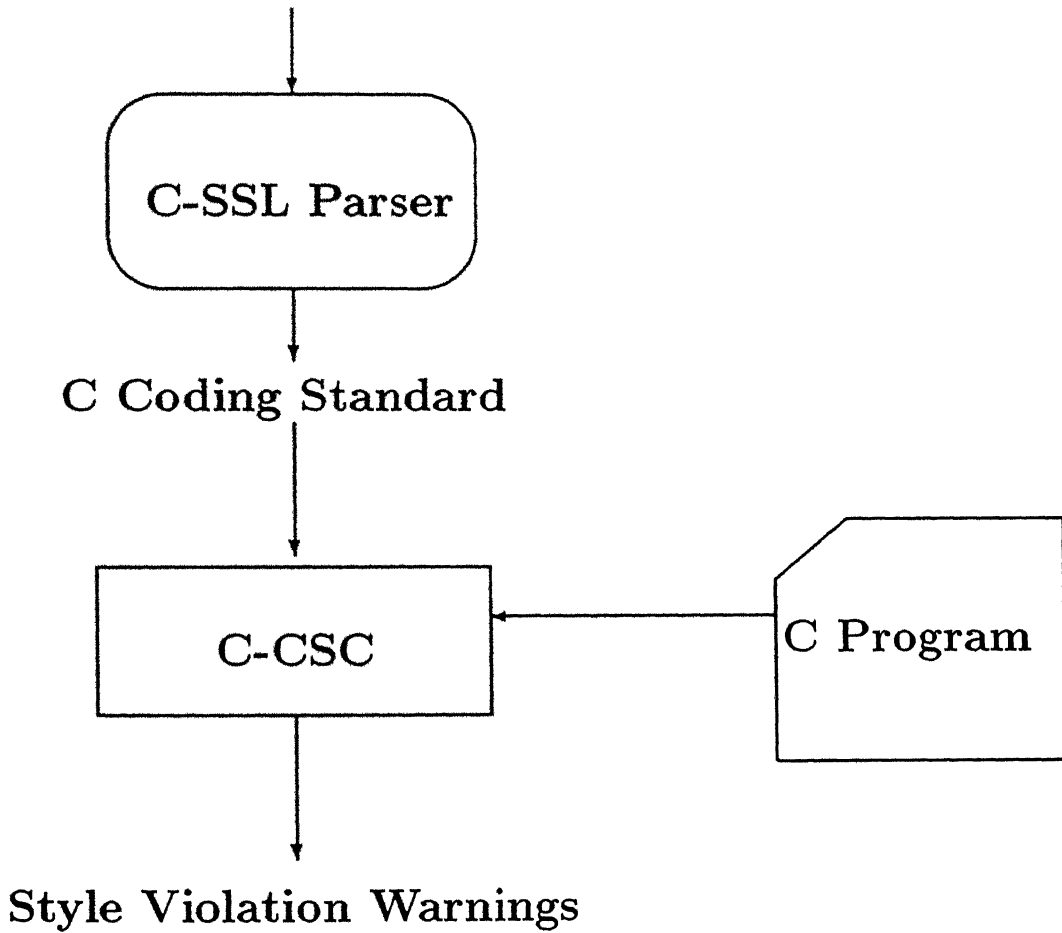 C-SSL Parser
C Coding Standard
C-CSC
C Program
Style Violation Warnings